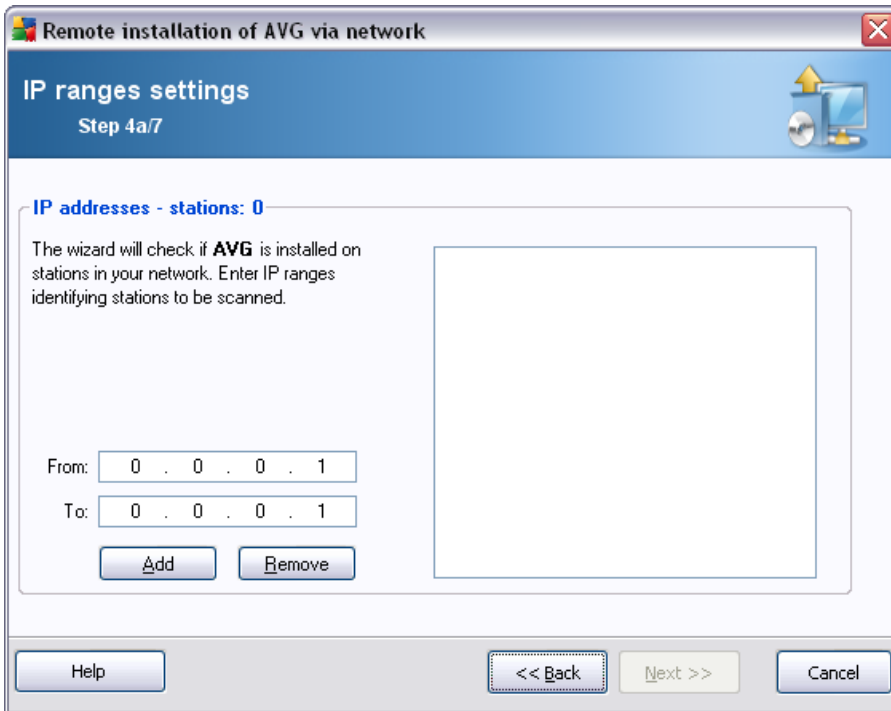 Remote installation of AVG via network
IP ranges settings
Step 4a/7
IP addresses - stations: 0
The wizard will check if AVG is installed on
stations in your network. Enter IP ranges
identifying stations to be scanned.
From: 0 . 0 . 0 . 1
To: 0 . 0 . 0 . 1
Add Remove
Help << Back Next >> Cancel